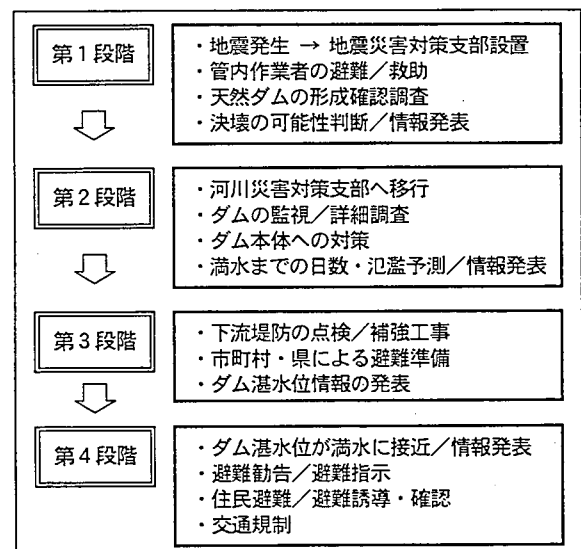 第1段階
・地震発生 → 地震災害対策支部設置
・管内作業者の避難／救助
・天然ダムの形成確認調査
・決壊の可能性判断／情報発表
第2段階
・河川災害対策支部へ移行
・ダムの監視／詳細調査
・ダム本体への対策
・満水までの日数・氾濫予測／情報発表
第3段階
・下流堤防の点検／補強工事
・市町村・県による避難準備
・ダム湛水位情報の発表
第4段階
・ダム湛水位が満水に接近／情報発表
・避難勧告／避難指示
・住民避難／避難誘導・確認
・交通規制